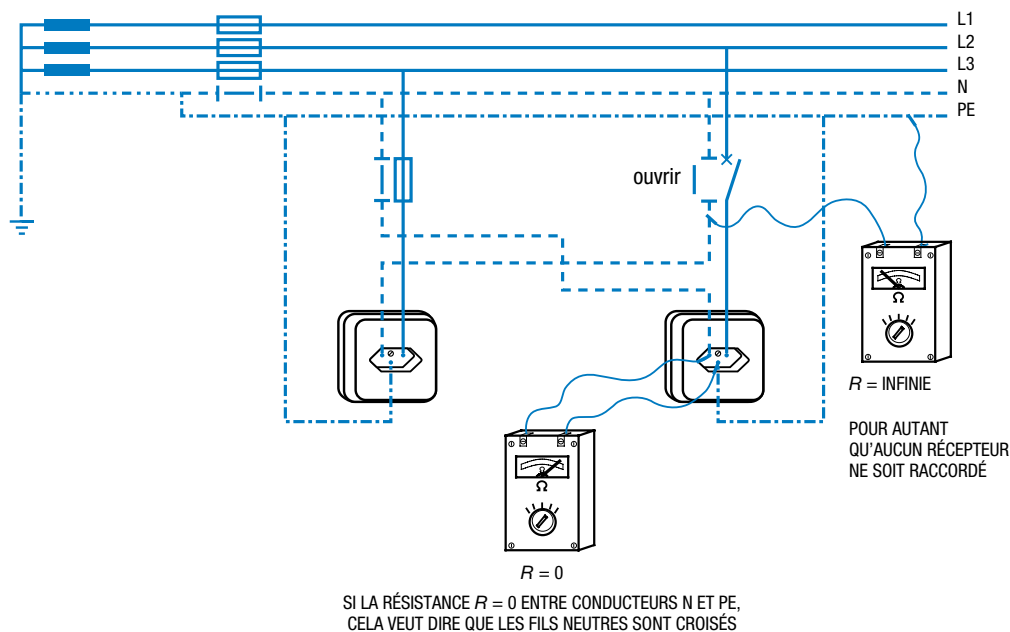 L1
L2
L3
N
PE
ouvrir
Ω
R = INFINIE
POUR AUTANT
QU'AUCUN RÉCEPTEUR
NE SOIT RACCORDÉ
Ω
R = 0
SI LA RÉSISTANCE R = 0 ENTRE CONDUCTEURS N ET PE,
CELA VEUT DIRE QUE LES FILS NEUTRES SONT CROISÉS